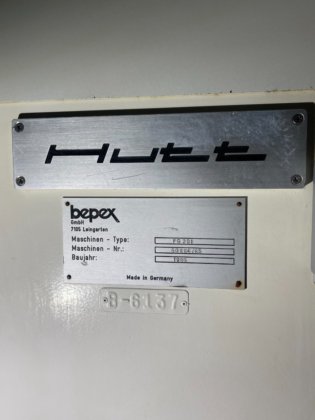 Hutt
bepex
GmbH
7105 Leingarten
Maschinen - Type:
Maschinen - Nr.:
Baujahr:
Made in Germany
B-6137